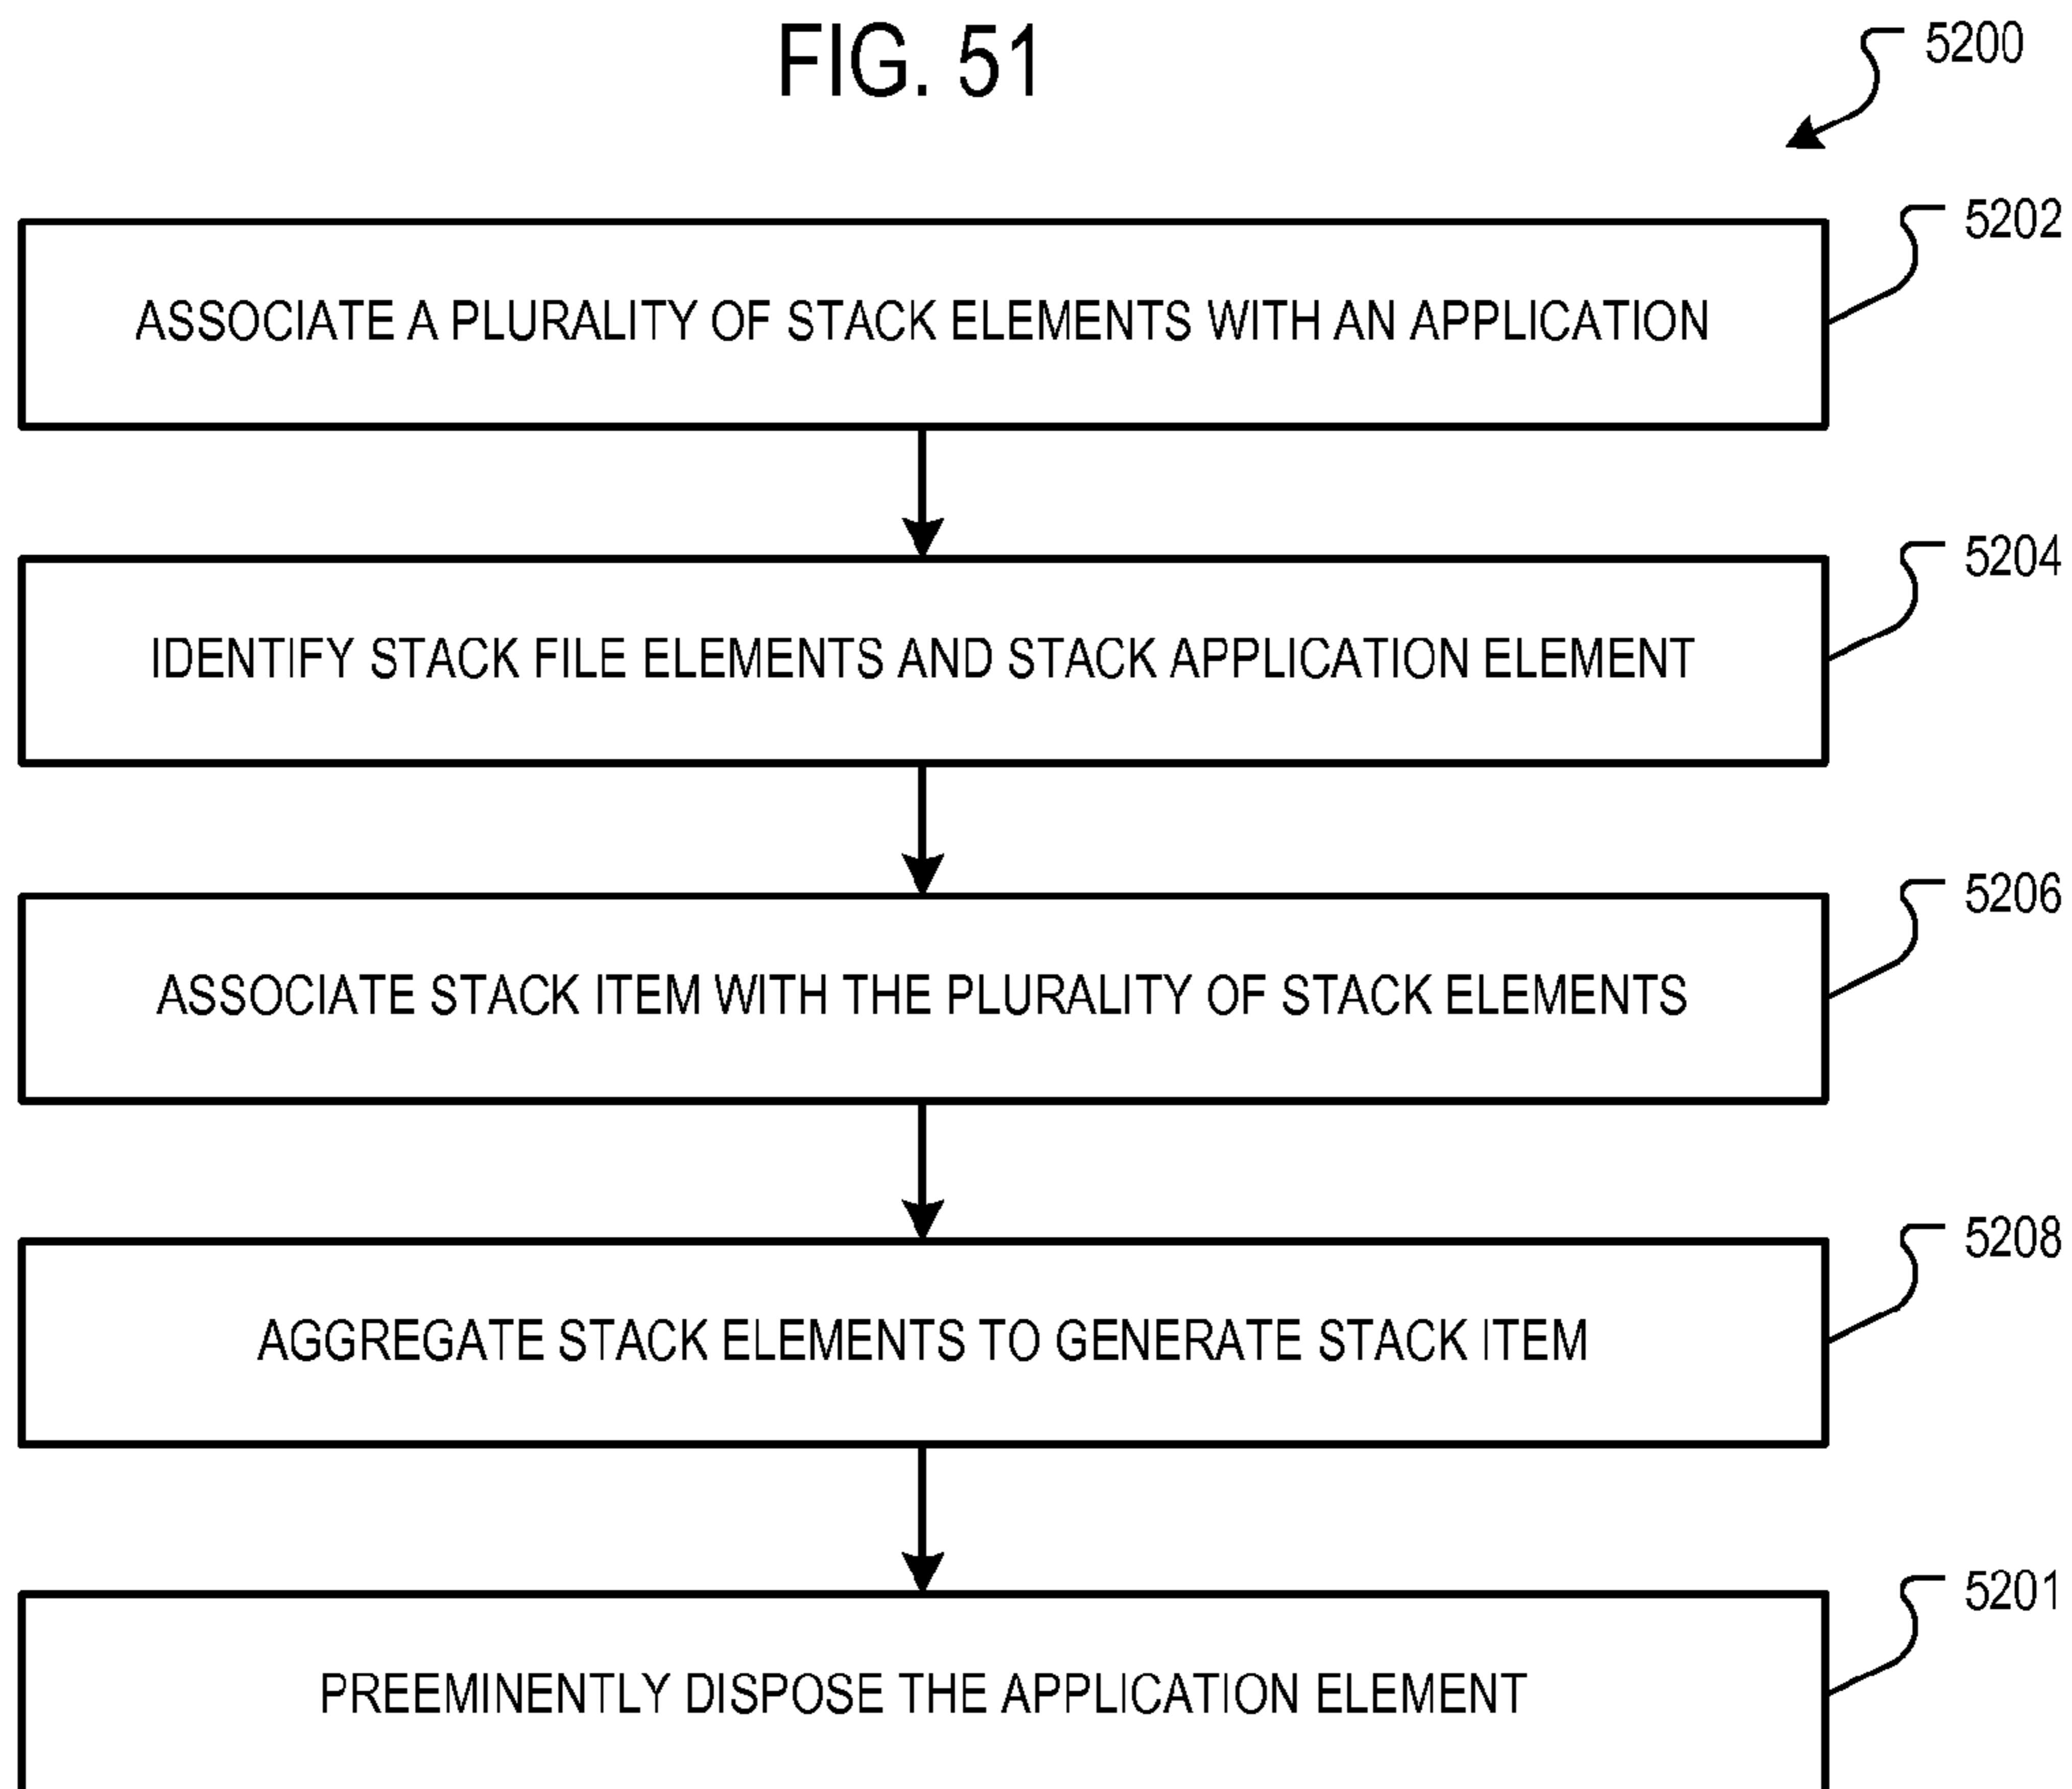 FIG. 51
5200
5202
ASSOCIATE A PLURALITY OF STACK ELEMENTS WITH AN APPLICATION
5204
IDENTIFY STACK FILE ELEMENTS AND STACK APPLICATION ELEMENT
5206
ASSOCIATE STACK ITEM WITH THE PLURALITY OF STACK ELEMENTS
5208
AGGREGATE STACK ELEMENTS TO GENERATE STACK ITEM
5201
PREEMINENTLY DISPOSE THE APPLICATION ELEMENT